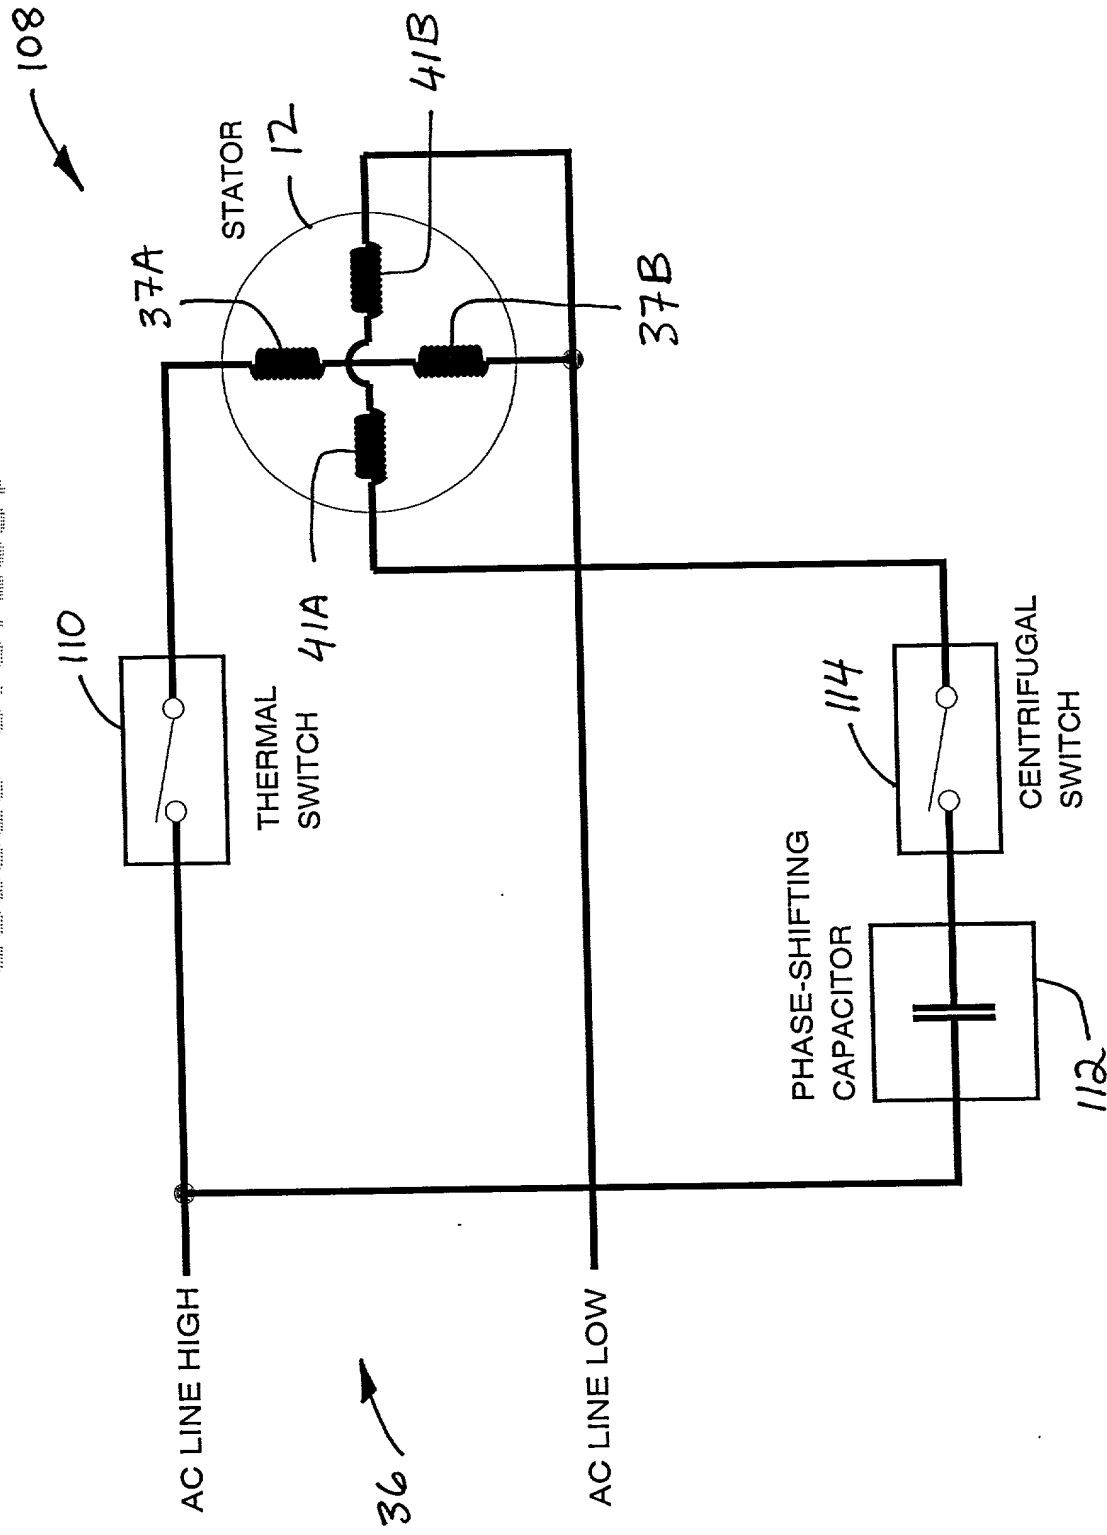 108
STATOR
12
41B
37A
37B
41A
110
THERMAL
SWITCH
114
CENTRIFUGAL
SWITCH
PHASE-SHIFTING
CAPACITOR
112
AC LINE HIGH
36
AC LINE LOW